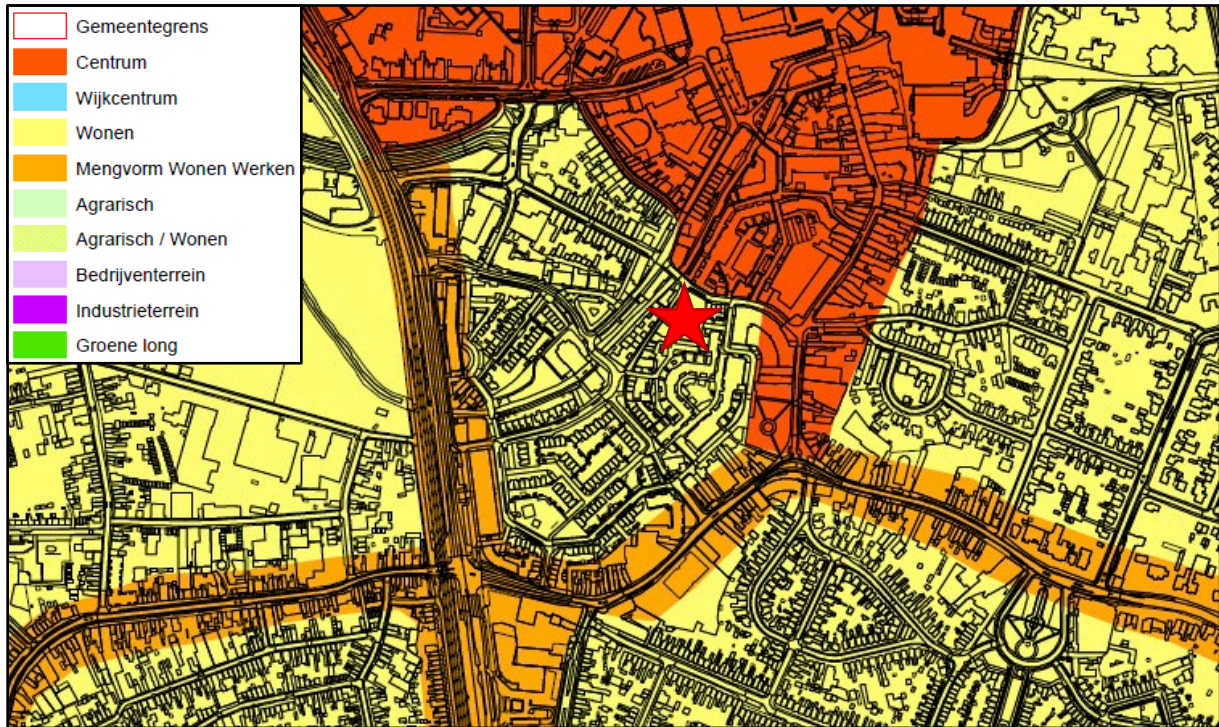 Gemeentegrens
Centrum
Wijkcentrum
Wonen
Mengvorm Wonen Werken
Agrarisch
Agrarisch / Wonen
Bedrijventerrein
Industrieterrein
Groene long